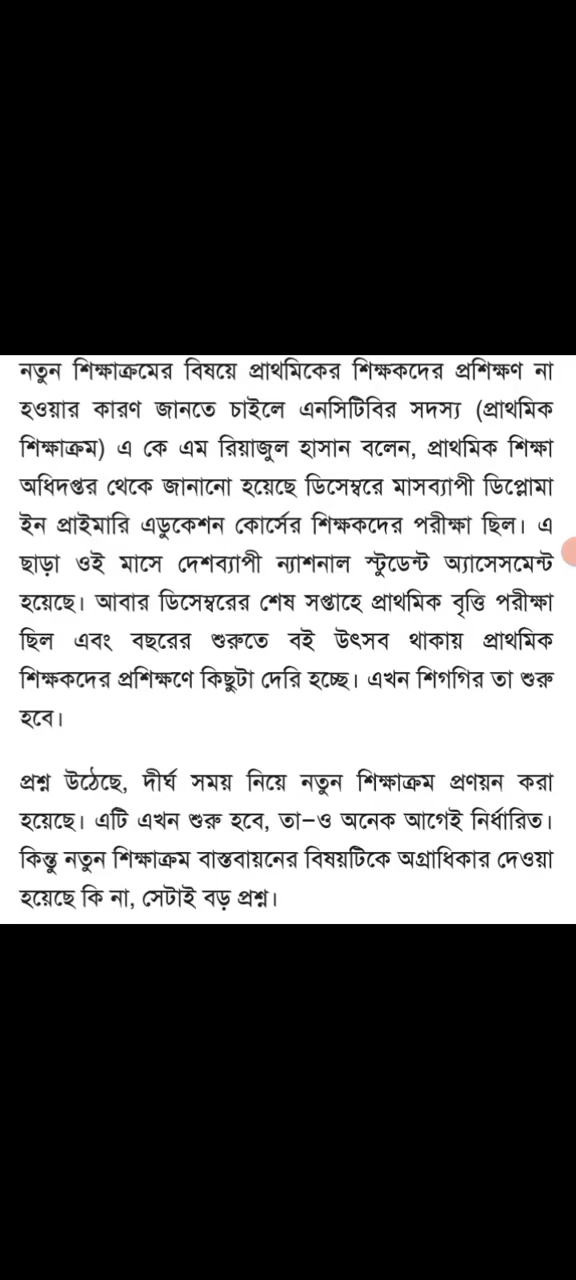 নতুন শিক্ষাক্রমের বিষয়ে প্রাথমিকের শিক্ষকদের প্রশিক্ষণ না
হওয়ার কারণ জানতে চাইলে এনসিটিবির সদস্য (প্রাথমিক
শিক্ষাক্রম) এ কে এম রিয়াজুল হাসান বলেন, প্রাথমিক শিক্ষা
অধিদপ্তর থেকে জানানো হয়েছে ডিসেম্বরে মাসব্যাপী ডিপ্লোমা
ইন প্রাইমারি এডুকেশন কোর্সের শিক্ষকদের পরীক্ষা ছিল। এ
ছাড়া ওই মাসে দেশব্যাপী ন্যাশনাল স্টুডেন্ট অ্যাসেসমেন্ট
হয়েছে। আবার ডিসেম্বরের শেষ সপ্তাহে প্রাথমিক বৃত্তি পরীক্ষা
ছিল এবং বছরের শুরুতে বই উৎসব থাকায় প্রাথমিক
শিক্ষকদের প্রশিক্ষণে কিছুটা দেরি হচ্ছে। এখন শিগগির তা শুরু
হবে।
প্রশ্ন উঠেছে, দীর্ঘ সময় নিয়ে নতুন শিক্ষাক্রম প্রণয়ন করা
হয়েছে। এটি এখন শুরু হবে, তা–ও অনেক আগেই নির্ধারিত।
কিন্তু নতুন শিক্ষাক্রম বাস্তবায়নের বিষয়টিকে অগ্রাধিকার দেওয়া
হয়েছে কি না, সেটাই বড় প্রশ্ন।